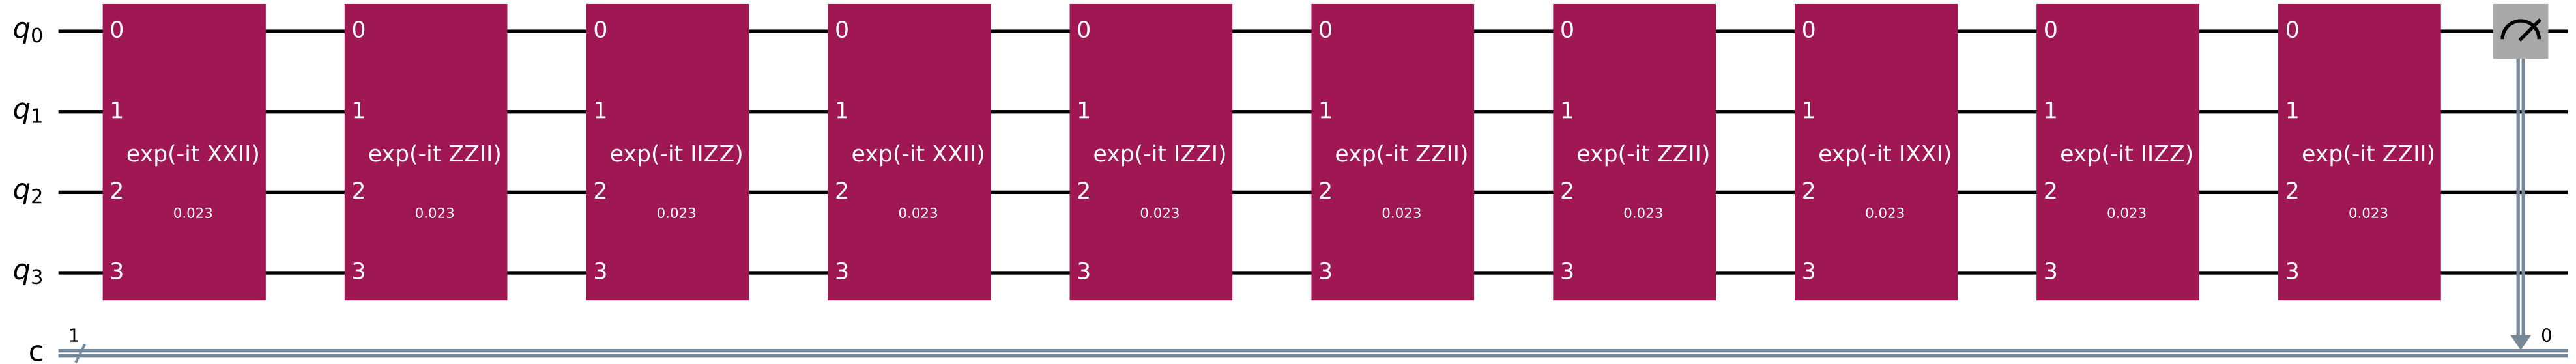 q0 0 0 0 0 0 0 0 0 0 0
q1 1 1 1 1 1 1 1 1 1 1
exp(-it XXII) exp(-it ZZII) exp(-it IIZZ) exp(-it XXII) exp(-it IZZI) exp(-it ZZII) exp(-it ZZII) exp(-it IXXI) exp(-it IIZZ) exp(-it ZZII)
q2 2 2 2 2 2 2 2 2 2 2
0.023 0.023 0.023 0.023 0.023 0.023 0.023 0.023 0.023 0.023
q3 3 3 3 3 3 3 3 3 3 3
1 0
c